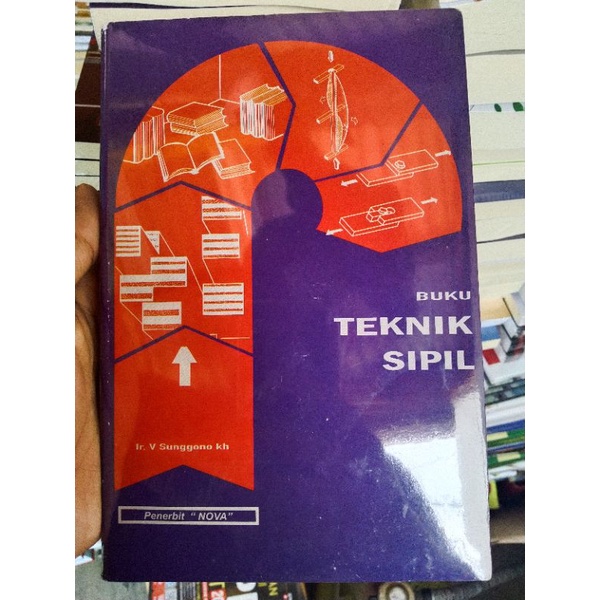 BUKU
TEKNIK
SIPIL
Ir. V Sunggono kh
Penerbit " NOVA"